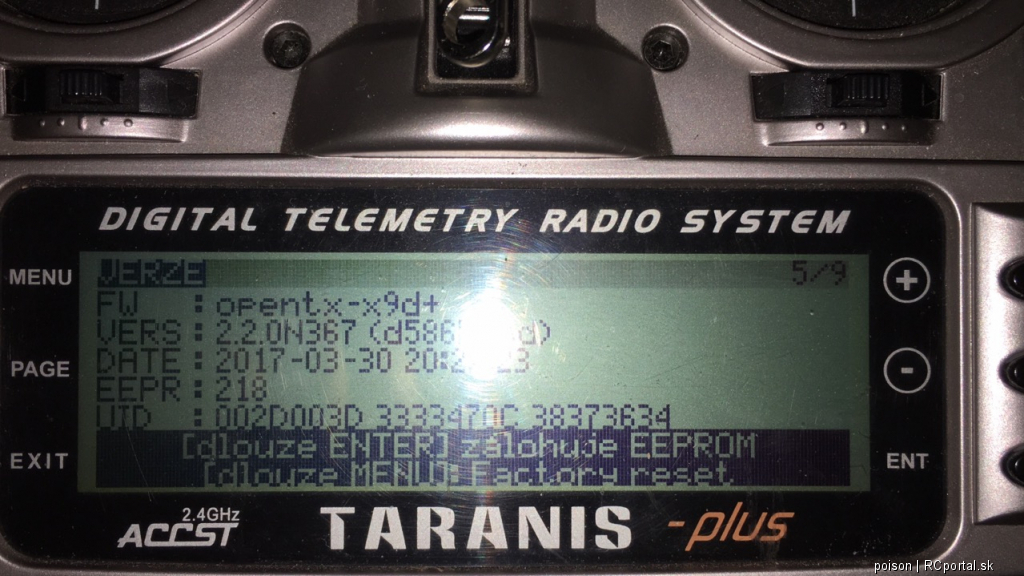 DIGITAL TELEMETRY RADIO SYSTEM
MENU
VERZE 5/9
+
FW : opentx-x9d+
VERS : 2.2.0N367
PAGE
DATE : 2017-03-30
-
EEPR : 218
UID : 002D003D 3333470C 38373634
EXIT
[dlouze ENTER] zalohuje EEPROM
ENT
[dlouze MENU] Factory reset
2.4GHz
ACCST
TARANIS -plus
poison | RCportal.sk